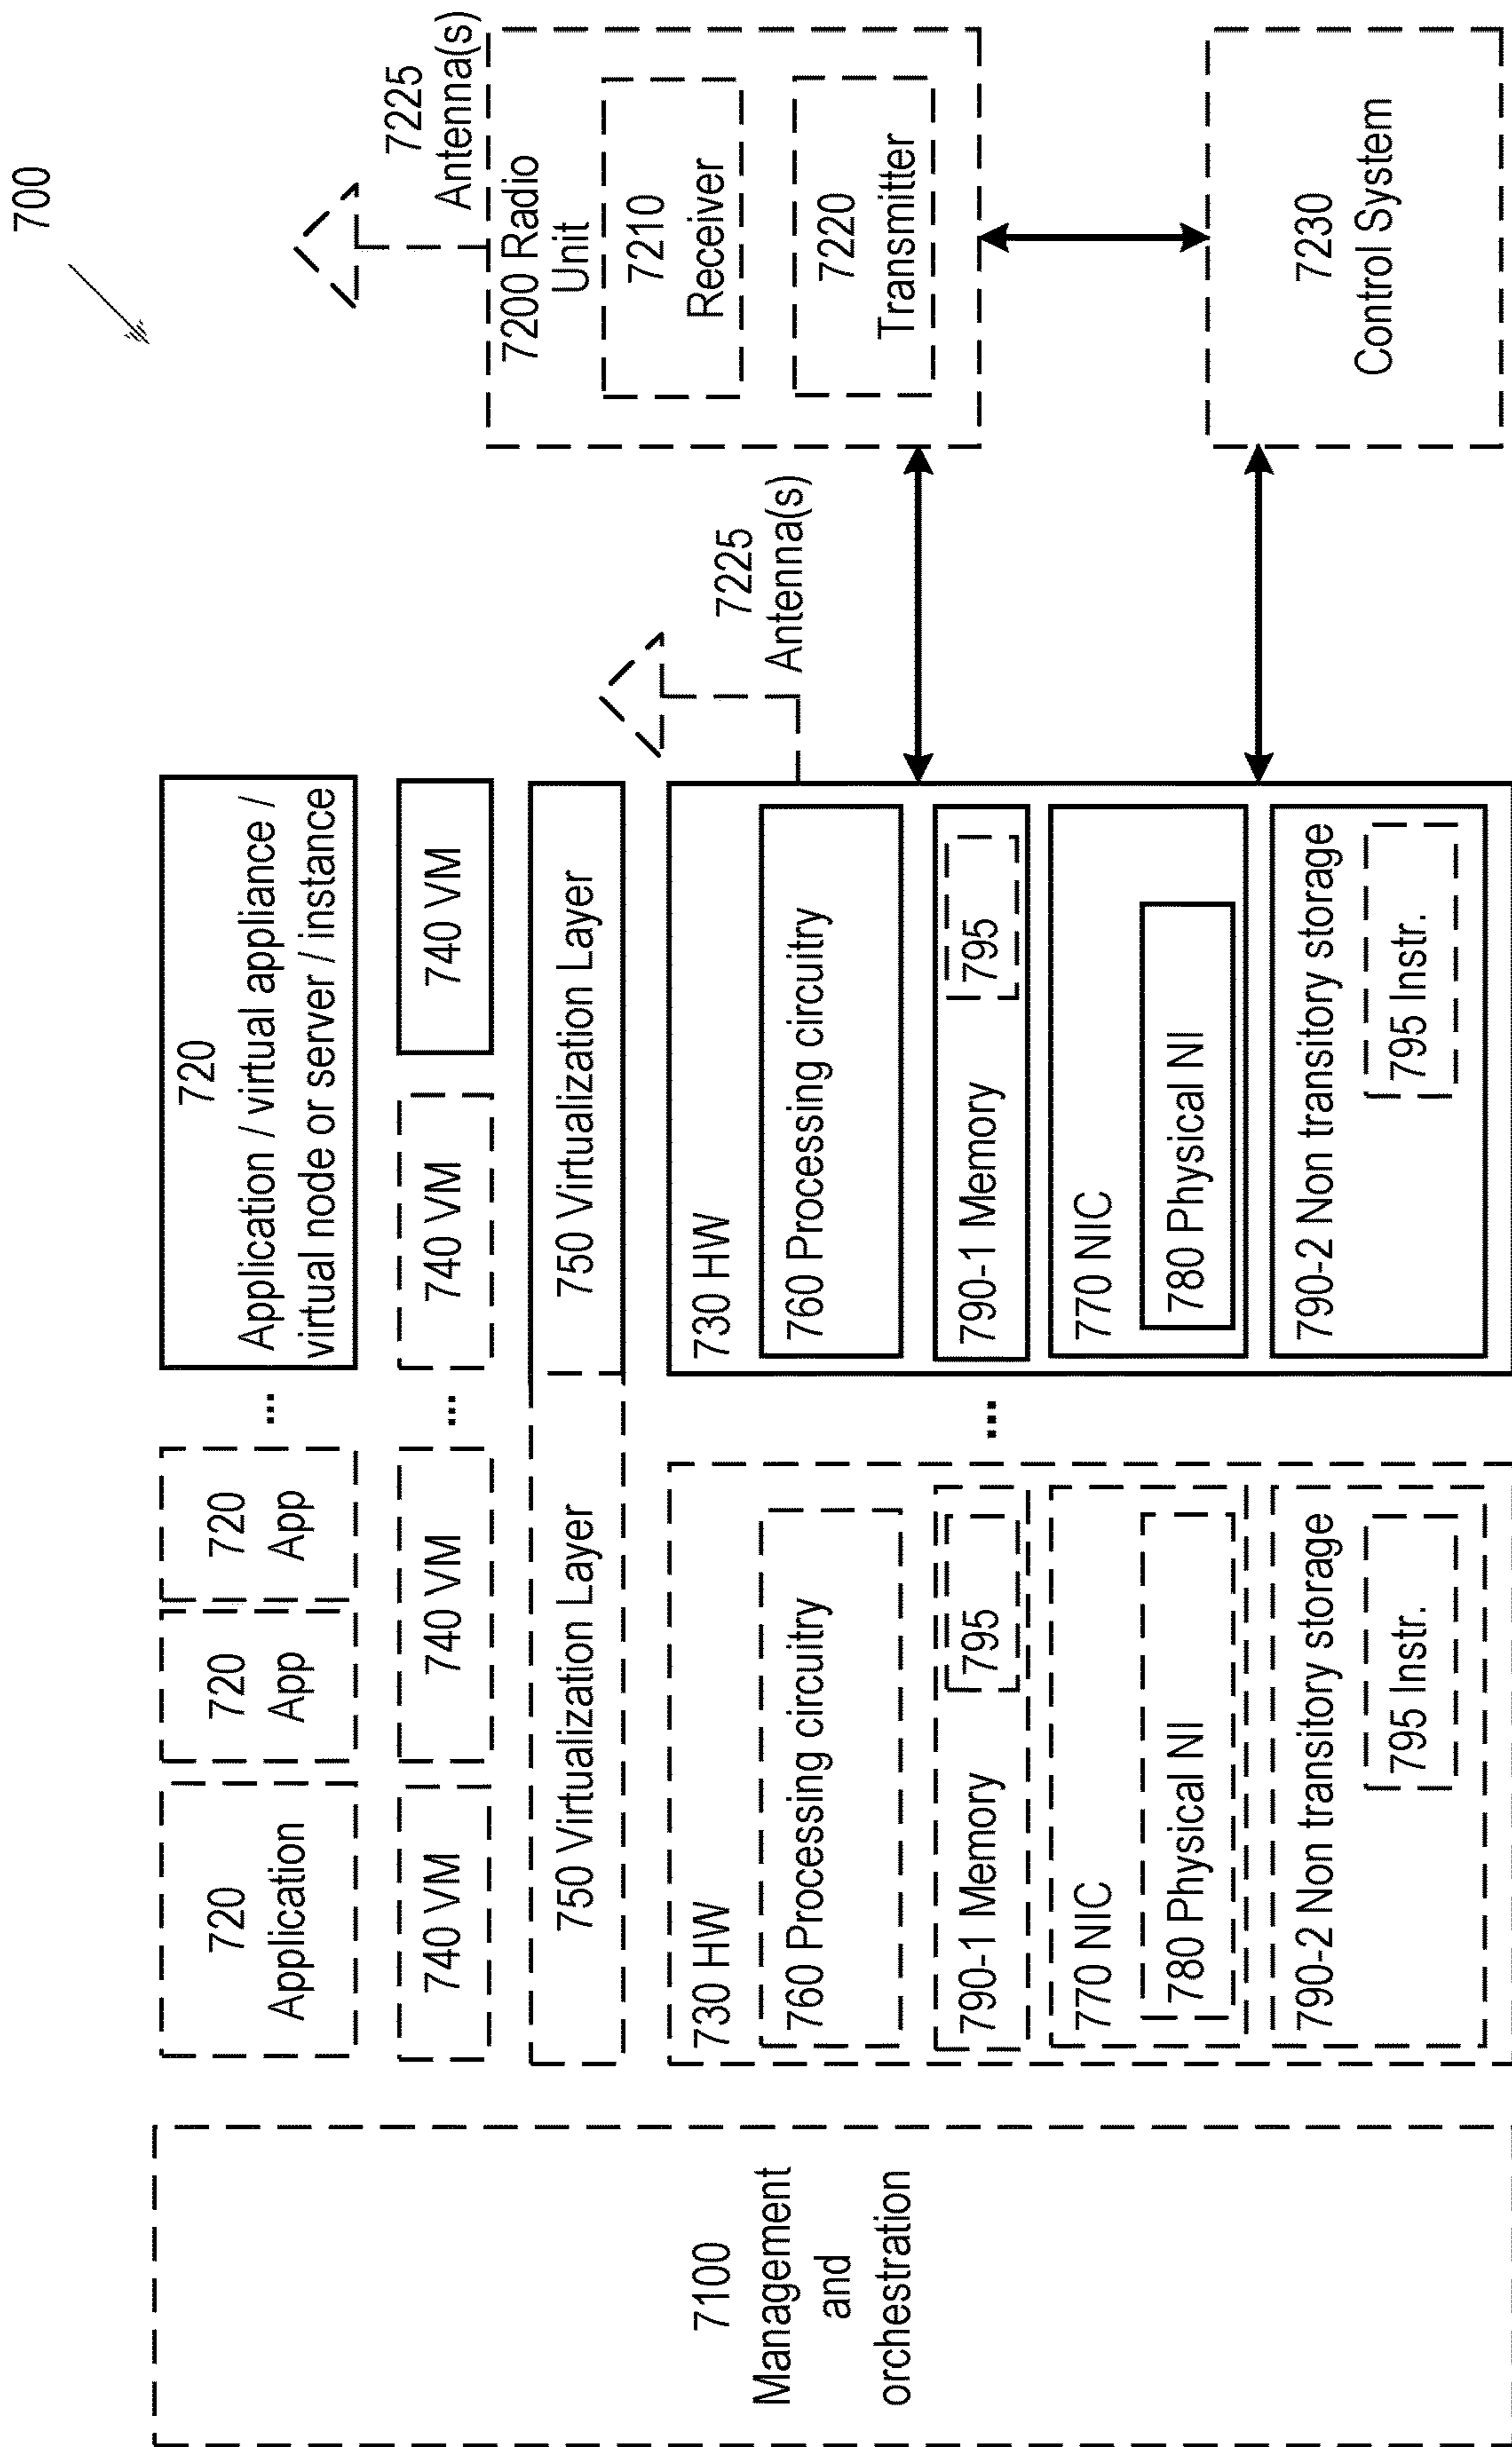 700
7100
Management
and
orchestration
720
Application
720
App
720
App
...
720
Application / virtual appliance /
virtual node or server / instance
740 VM
740 VM
...
740 VM
740 VM
750 Virtualization Layer
750 Virtualization Layer
730 HW
760 Processing circuitry
790-1 Memory
795
770 NIC
780 Physical NI
790-2 Non transitory storage
795 Instr.
...
730 HW
760 Processing circuitry
790-1 Memory
795
770 NIC
780 Physical NI
790-2 Non transitory storage
795 Instr.
7225
Antenna(s)
7225
Antenna(s)
7200 Radio
Unit
7210
Receiver
7220
Transmitter
7230
Control System